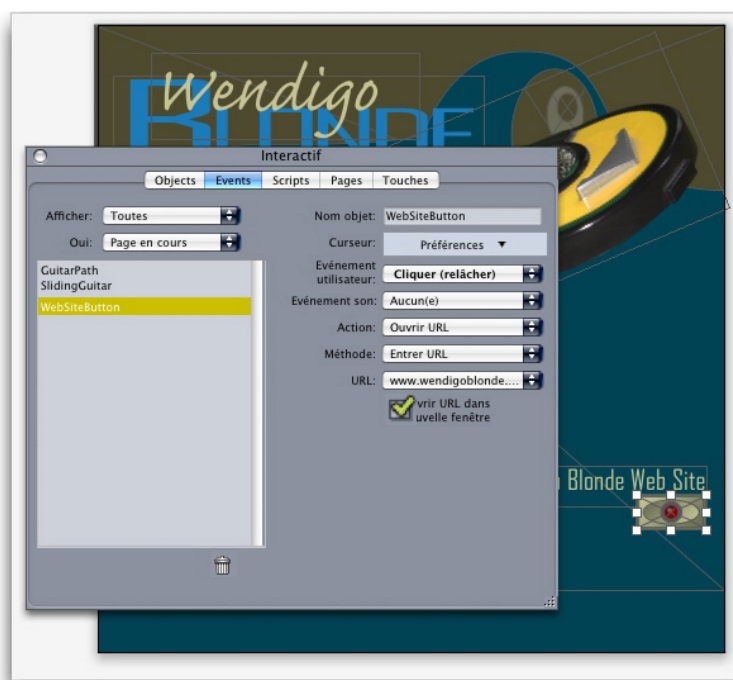 Wendigo
BLONDE
Interactif
Objects Events Scripts Pages Touches
Afficher: Toutes
Oui: Page en cours
GuitarPath
SlidingGuitar
WebSiteButton
Nom objet: WebSiteButton
Curseur: Préférences
Evénement
utilisateur: Cliquer (relâcher)
Evénement son: Aucun(e)
Action: Ouvrir URL
Méthode: Entrer URL
URL: www.wendigoblonde....
vrir URL dans
uvelle fenêtre
Blonde Web Site